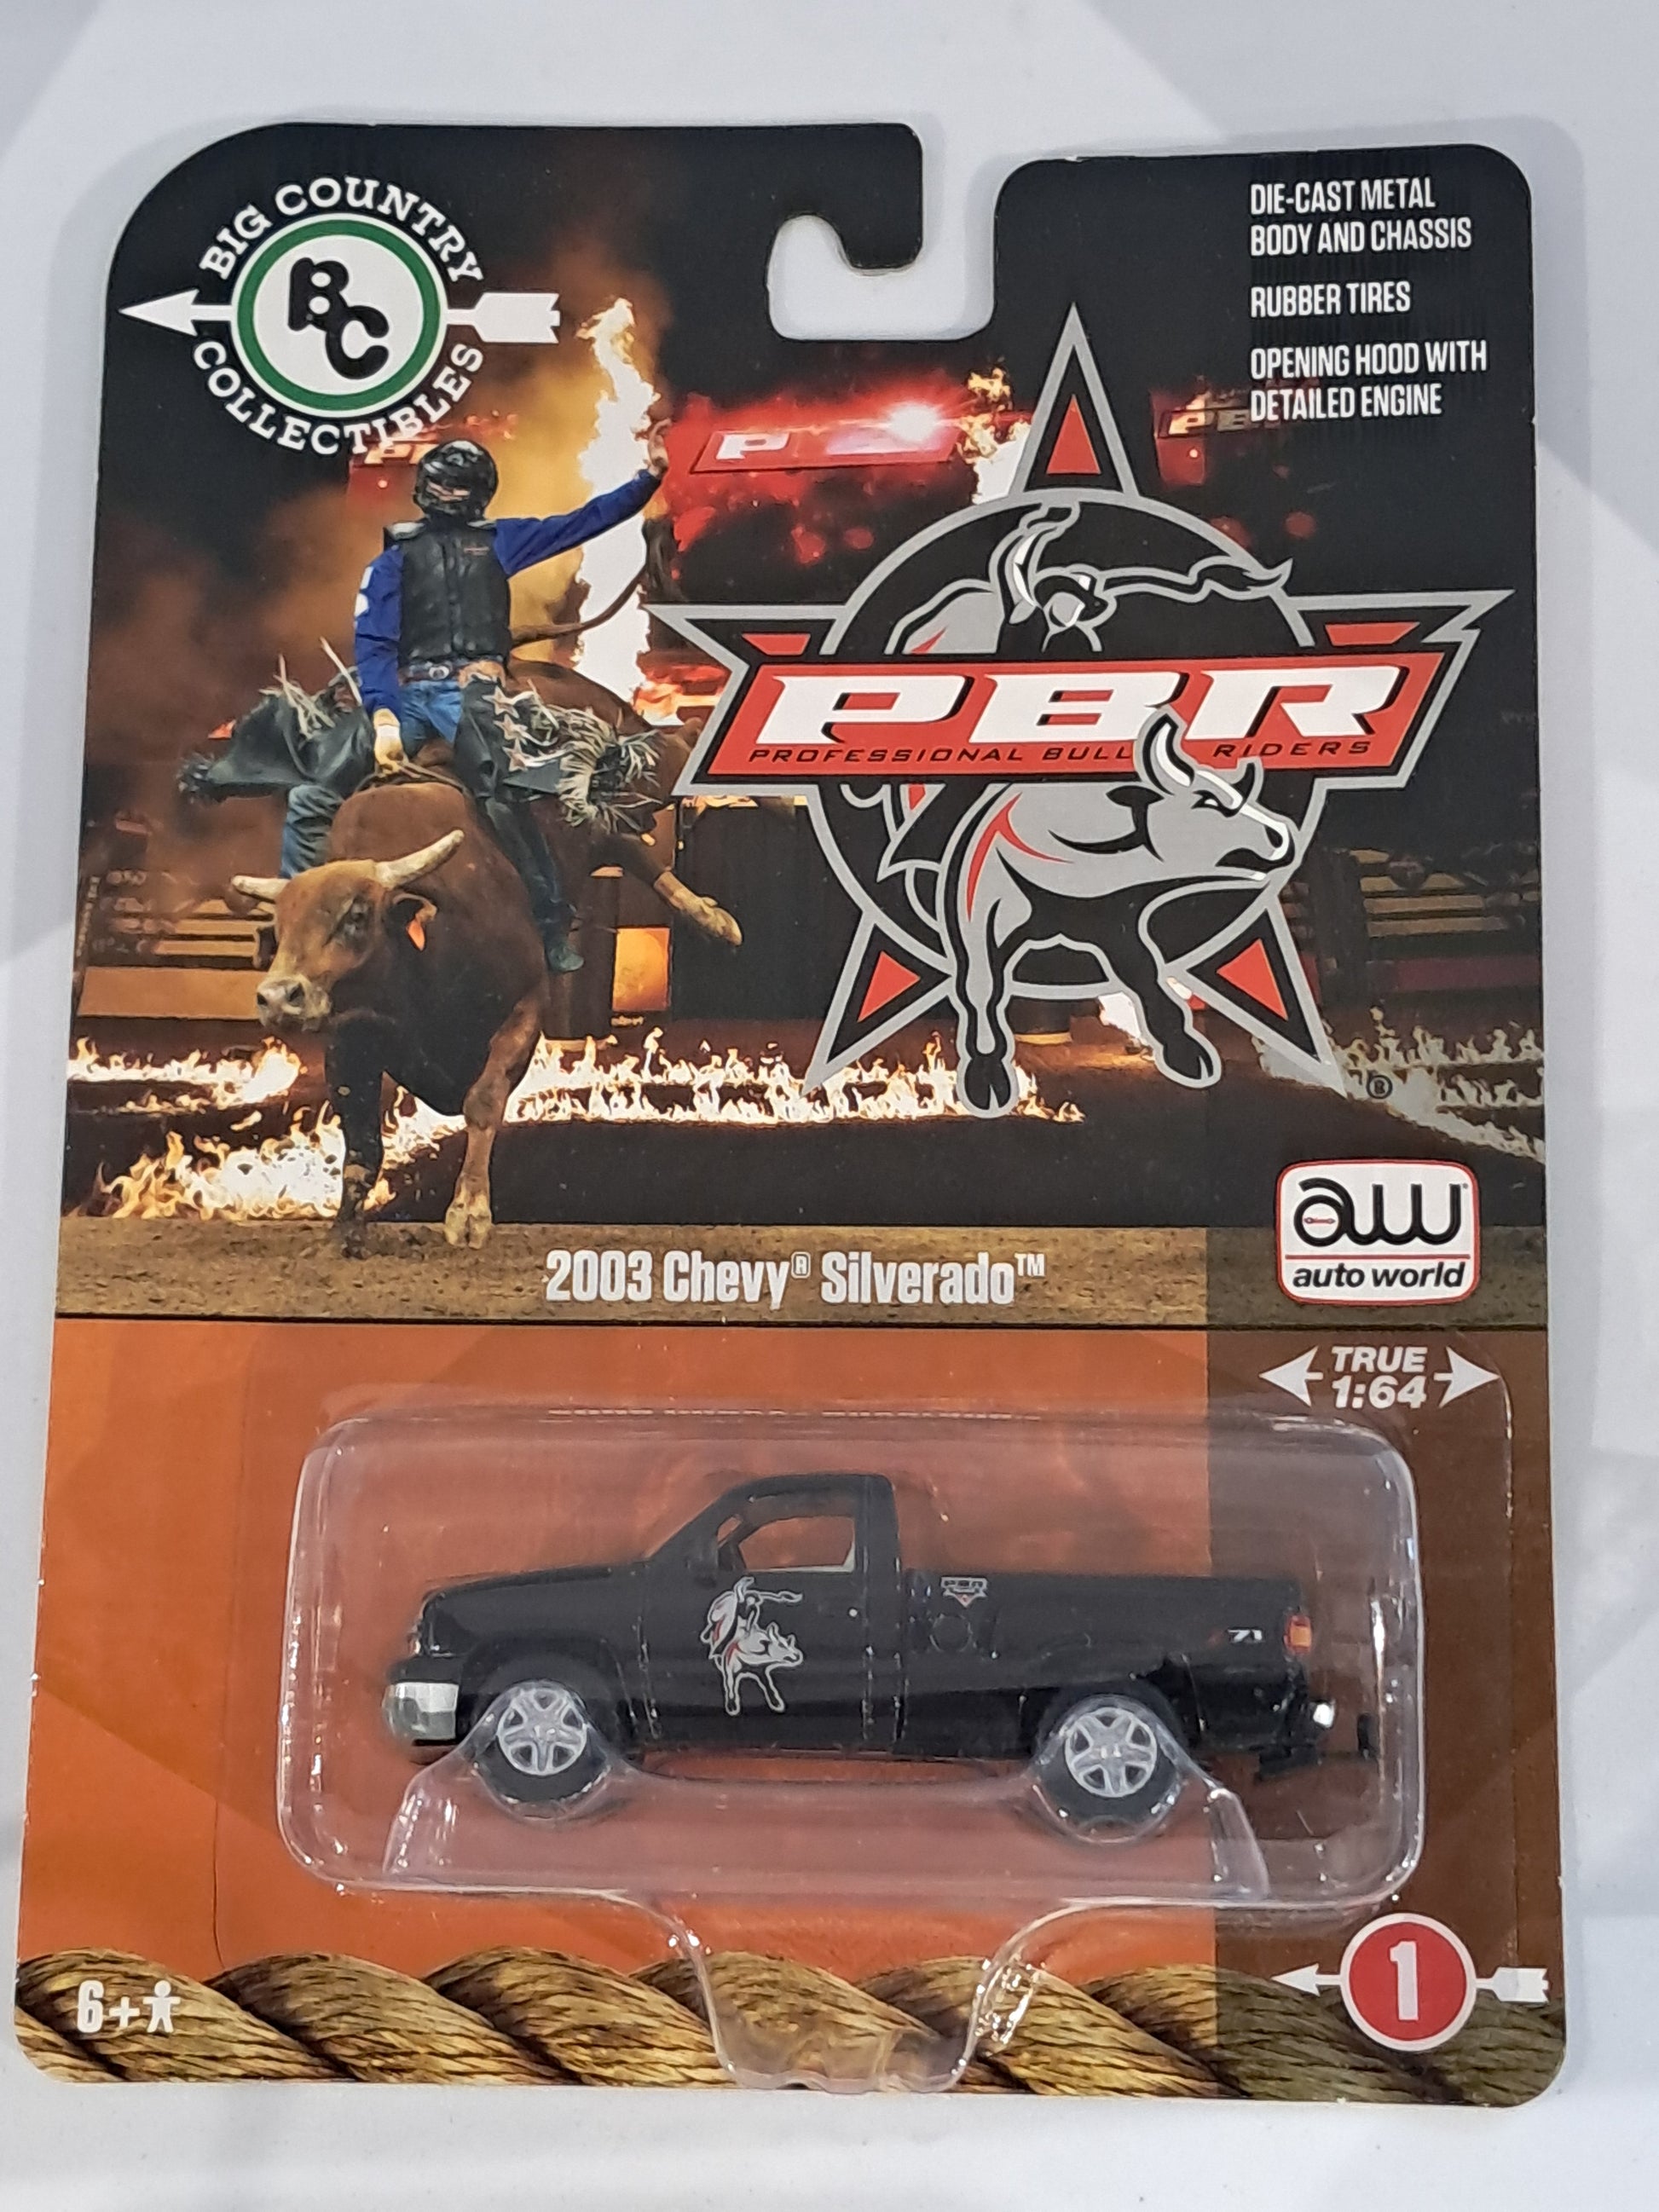 BIG COUNTRY
BC
COLLECTIBLES
DIE-CAST METAL
BODY AND CHASSIS
RUBBER TIRES
OPENING HOOD WITH
DETAILED ENGINE
PBR
PROFESSIONAL BULL RIDERS
®
2003 Chevy® Silverado™
aw
auto world
TRUE
1:64
PBR
Z71
6+
1